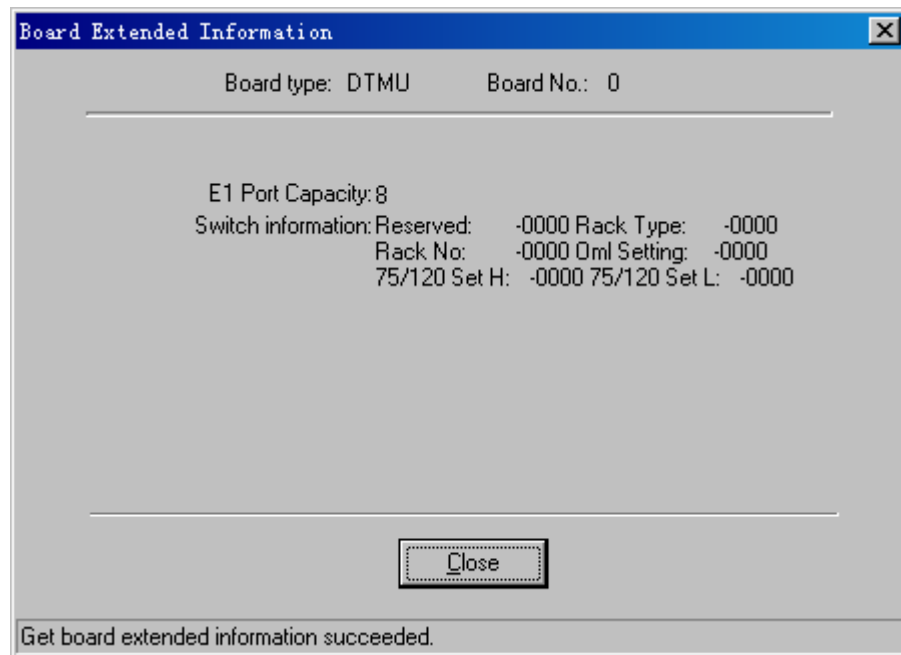 Board Extended Information
Board type: DTMU Board No.: 0
E1 Port Capacity: 8
Switch information: Reserved: -0000 Rack Type: -0000
Rack No: -0000 Oml Setting: -0000
75/120 Set H: -0000 75/120 Set L: -0000
Close
Get board extended information succeeded.